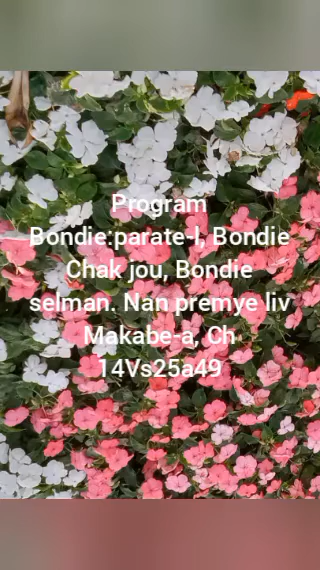 Program
Bondie:parate-l, Bondie
Chak jou, Bondie
selman. Nan premye liv
Makabe-a, Ch
14Vs25a49